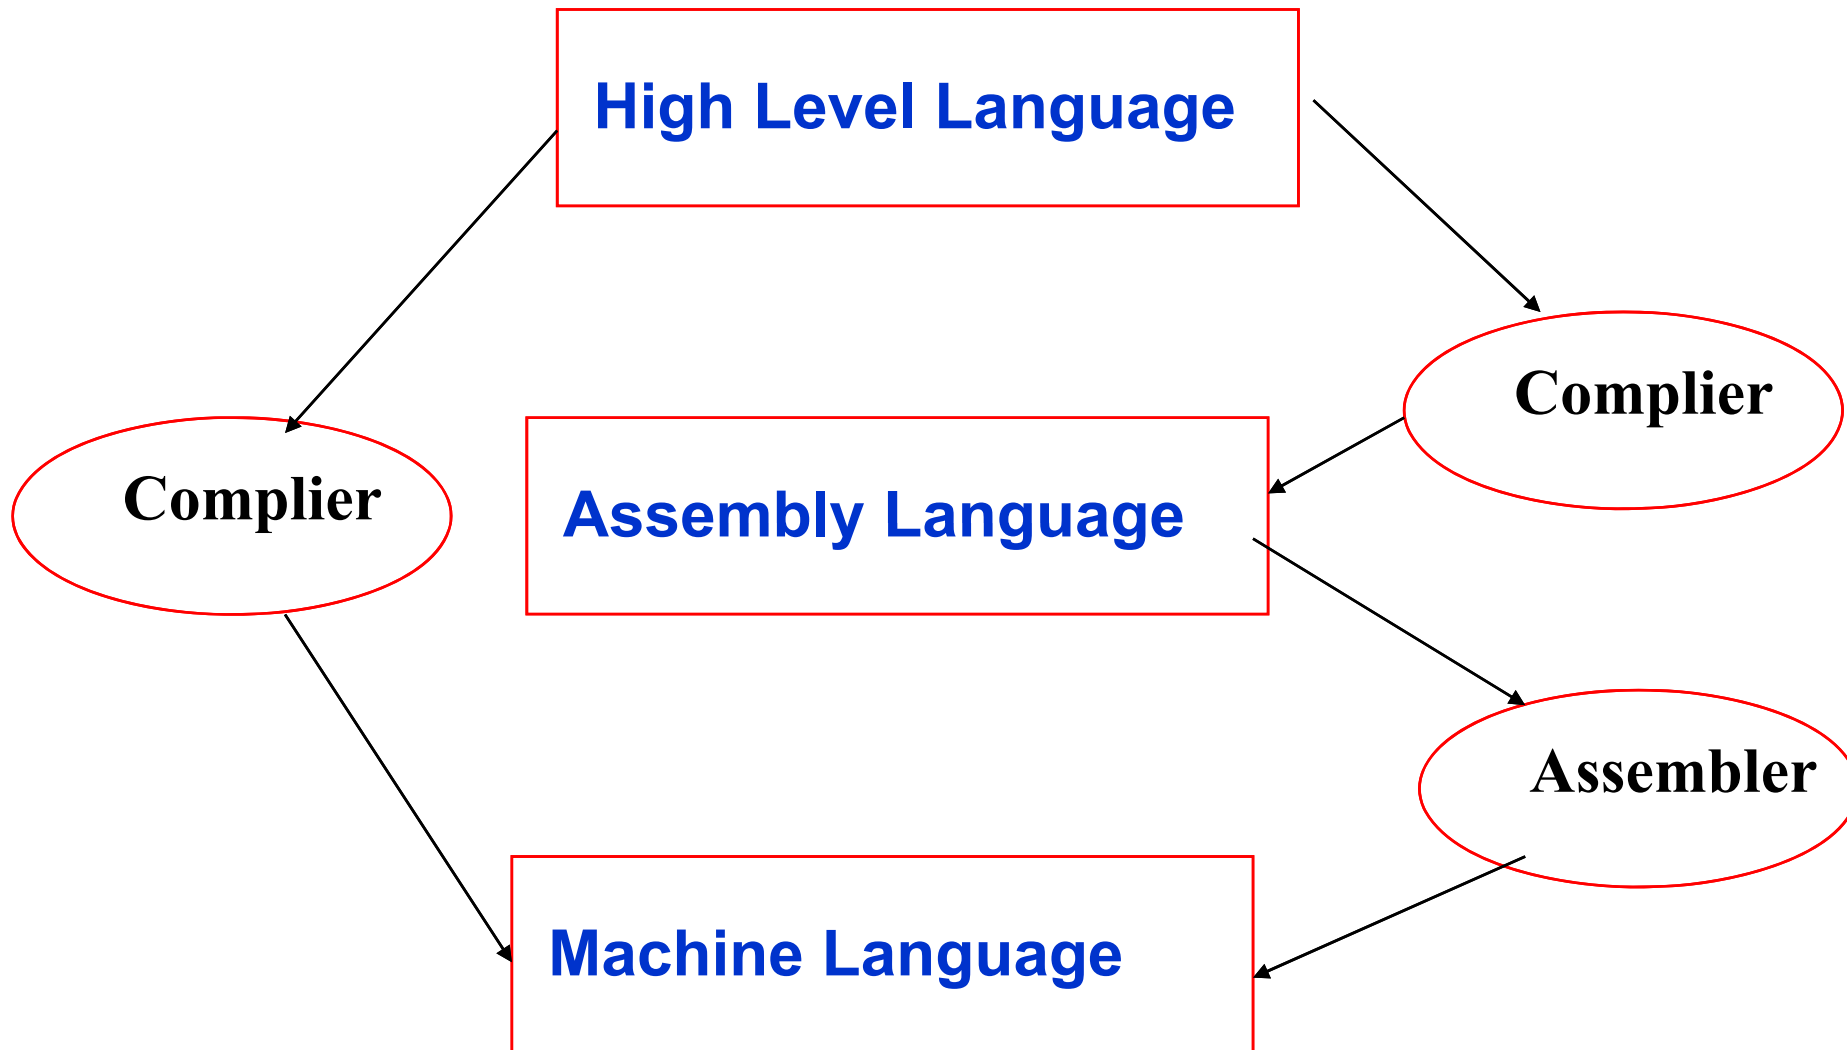 High Level Language
Complier
Complier
Assembly Language
Assembler
Machine Language